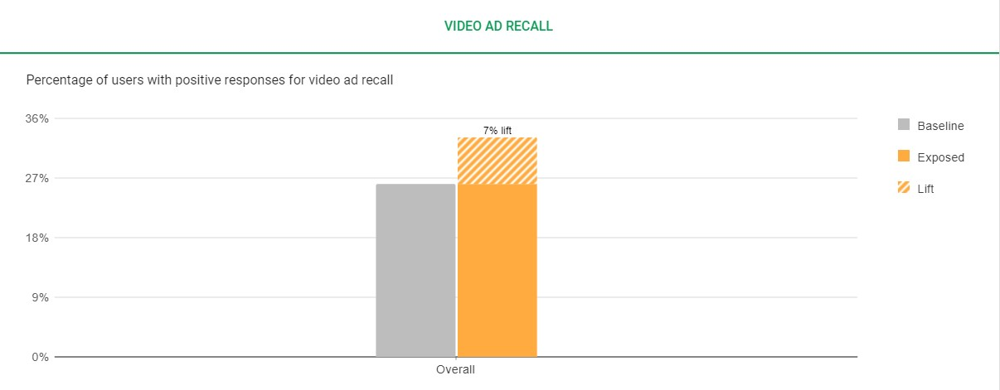 VIDEO AD RECALL
Percentage of users with positive responses for video ad recall
36%
7% lift
Baseline
Exposed
27%
Lift
18%
9%
0%
Overall